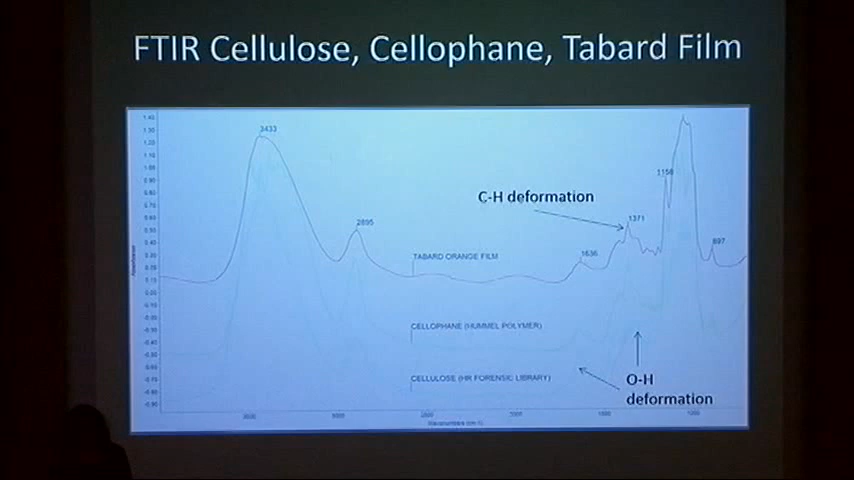 FTIR Cellulose, Cellophane, Tabard Film
3433
1156
C-H deformation
1371
2895
897
1636
TABARD ORANGE FILM
CELLOPHANE (HUMMEL POLYMER)
CELLULOSE (HR FORENSIC LIBRARY)
O-H
deformation